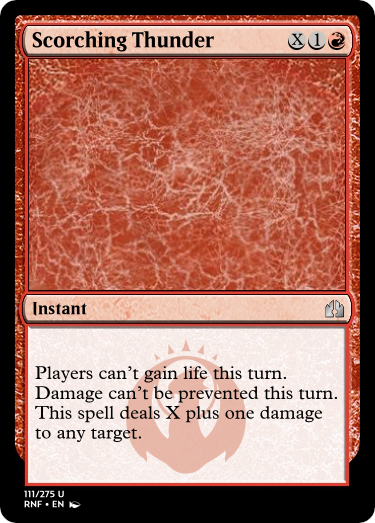 Scorching Thunder X 1
Instant
Players can't gain life this turn.
Damage can't be prevented this turn.
This spell deals X plus one damage
to any target.
111/275 U
RNF • EN